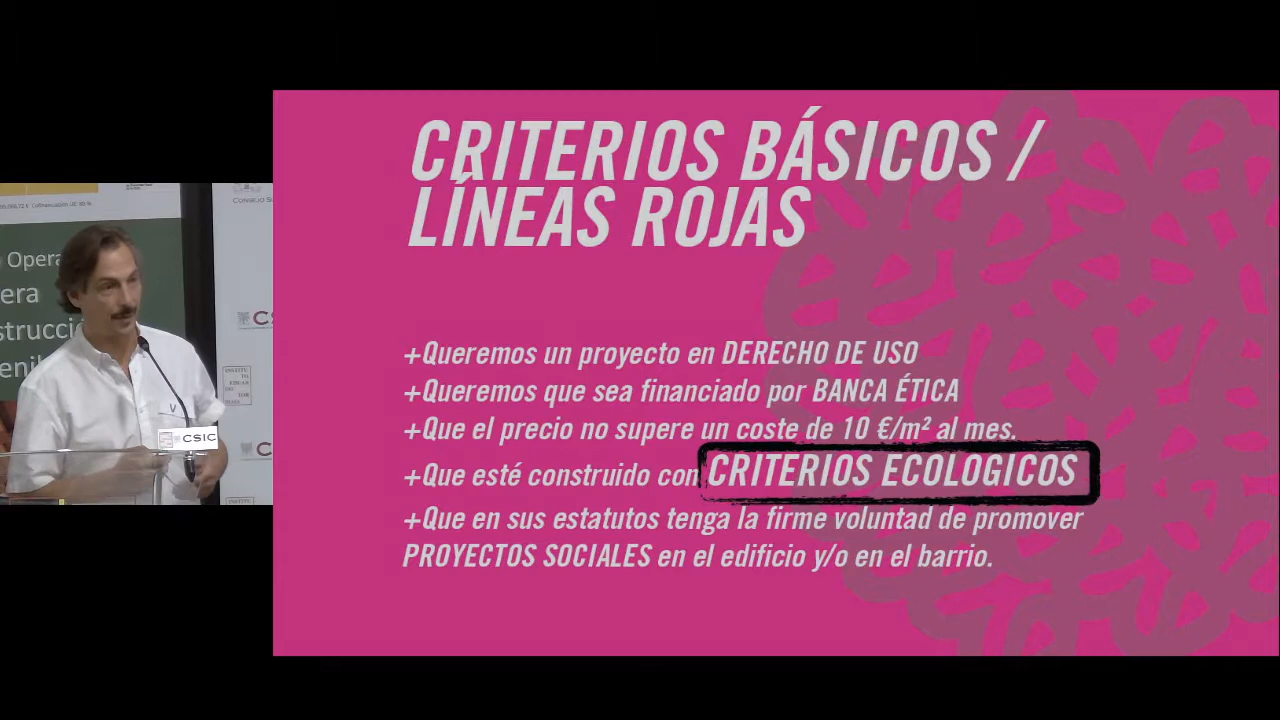 CRITERIOS BÁSICOS /
LÍNEAS ROJAS
+Queremos un proyecto en DERECHO DE USO
+Queremos que sea financiado por BANCA ÉTICA
+Que el precio no supere un coste de 10 €/m² al mes.
+Que esté construido con CRITERIOS ECOLOGICOS
+Que en sus estatutos tenga la firme voluntad de promover
PROYECTOS SOCIALES en el edificio y/o en el barrio.
CSIC